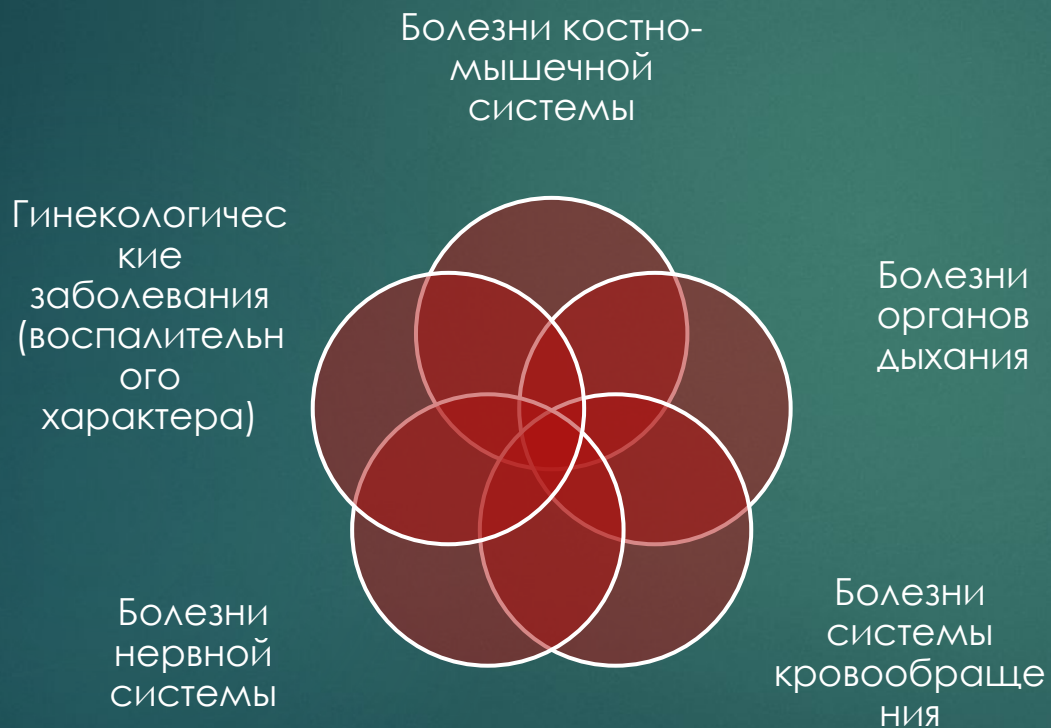 Болезни костно-
мышечной
системы
Гинекологичес
кие
заболевания
(воспалительн
ого
характера)
Болезни
органов
дыхания
Болезни
нервной
системы
Болезни
системы
кровообраще
ния